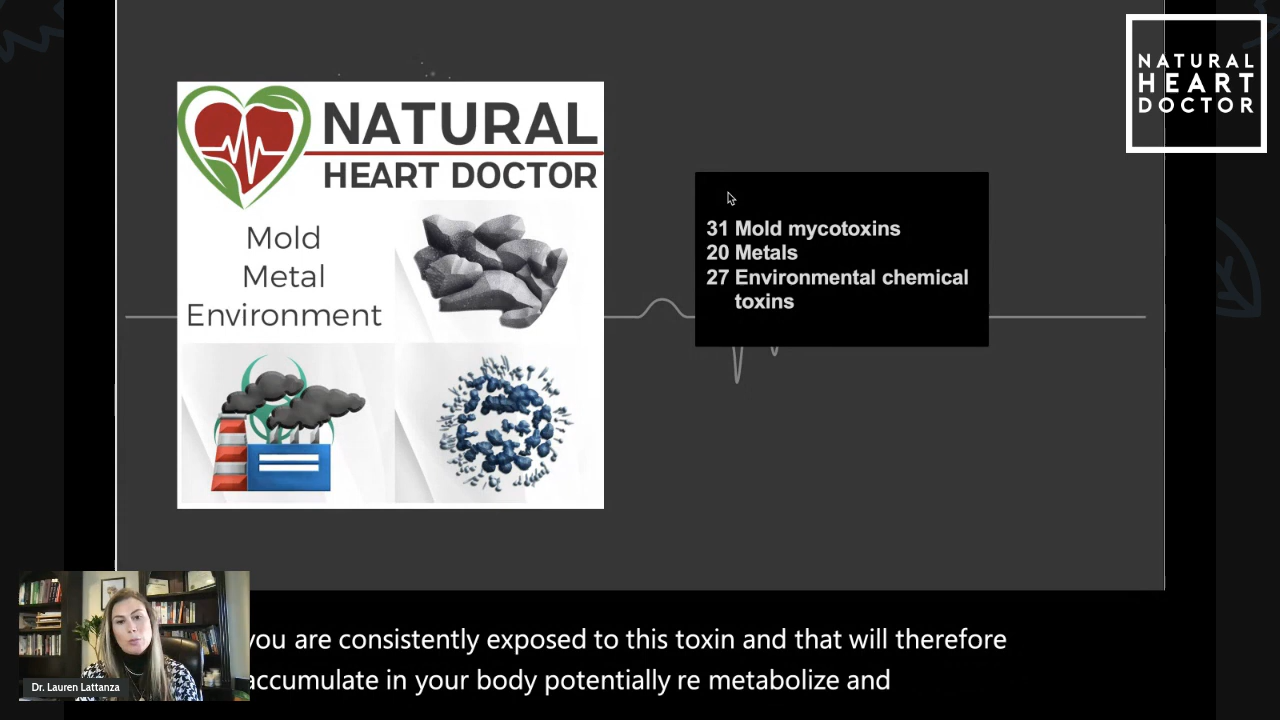 NATURAL
HEART
DOCTOR
NATURAL
HEART DOCTOR
Mold
Metal
Environment
31 Mold mycotoxins
20 Metals
27 Environmental chemical
toxins
you are consistently exposed to this toxin and that will therefore
accumulate in your body potentially re metabolize and
Dr. Lauren Lattanza